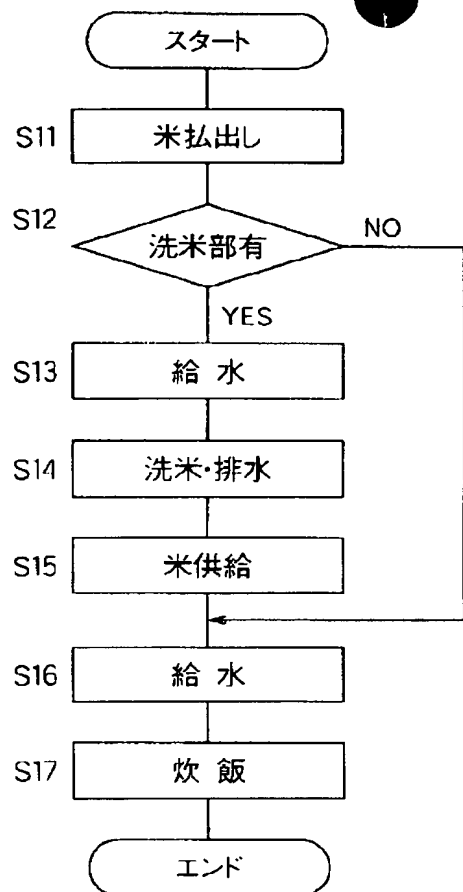 スタート
S11 米払出し
S12 洗米部有 NO
YES
S13 給水
S14 洗米・排水
S15 米供給
S16 給水
S17 炊飯
エンド